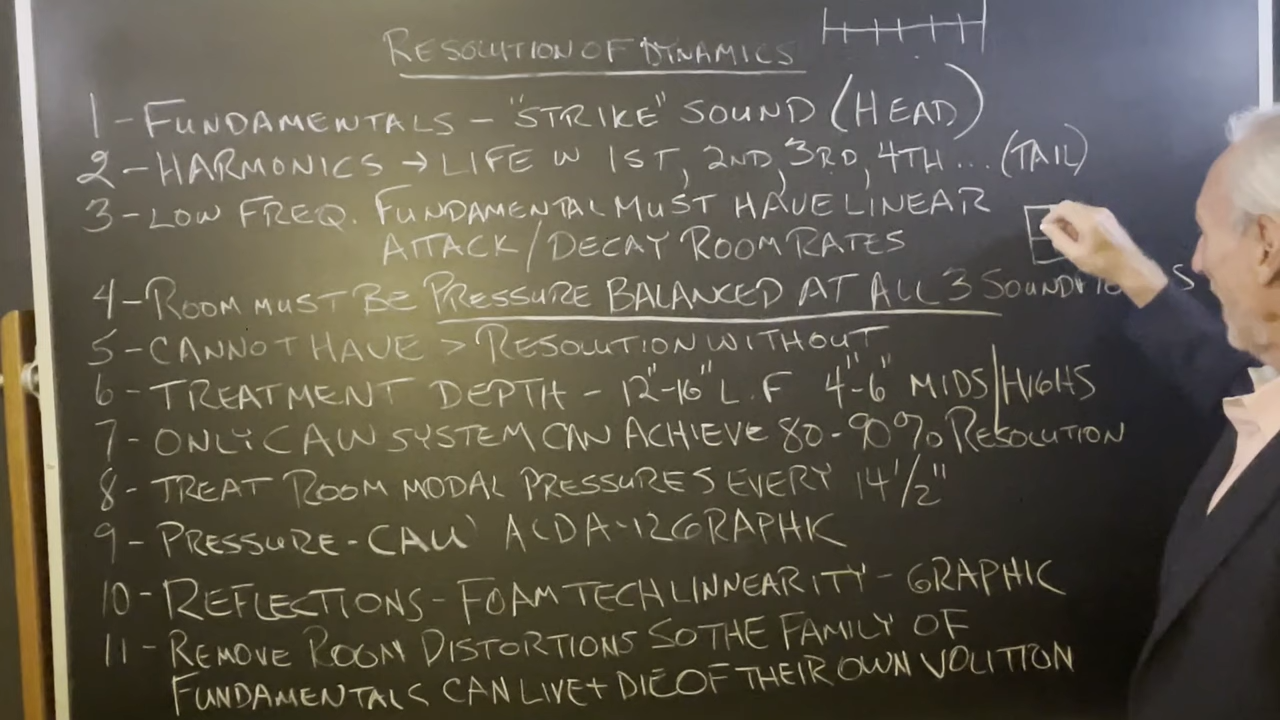 RESOLUTION OF DYNAMICS
1 - FUNDAMENTALS - "STRIKE" SOUND (HEAD)
2 - HARMONICS → LIFE IN 1ST, 2ND, 3RD, 4TH ... (TAIL)
3 - LOW FREQ. FUNDAMENTAL MUST HAVE LINEAR
ATTACK / DECAY ROOM RATES
4 - ROOM MUST BE PRESSURE BALANCED AT ALL 3 SOUND
5 - CANNOT HAVE > RESOLUTION WITHOUT
6 - TREATMENT DEPTH - 12"-16" L.F 4"-6" MIDS/HIGHS
7 - ONLY CAW SYSTEM CAN ACHIEVE 80-90% RESOLUTION
8 - TREAT ROOM MODAL PRESSURES EVERY 14 1/2"
9 - PRESSURE - ACDA-12 GRAPHIC
10 - REFLECTIONS - FOAM TECH LINNEARITY - GRAPHIC
11 - REMOVE ROOM DISTORTIONS SO THE FAMILY OF
FUNDAMENTALS CAN LIVE + DIE OF THEIR OWN VOLITION